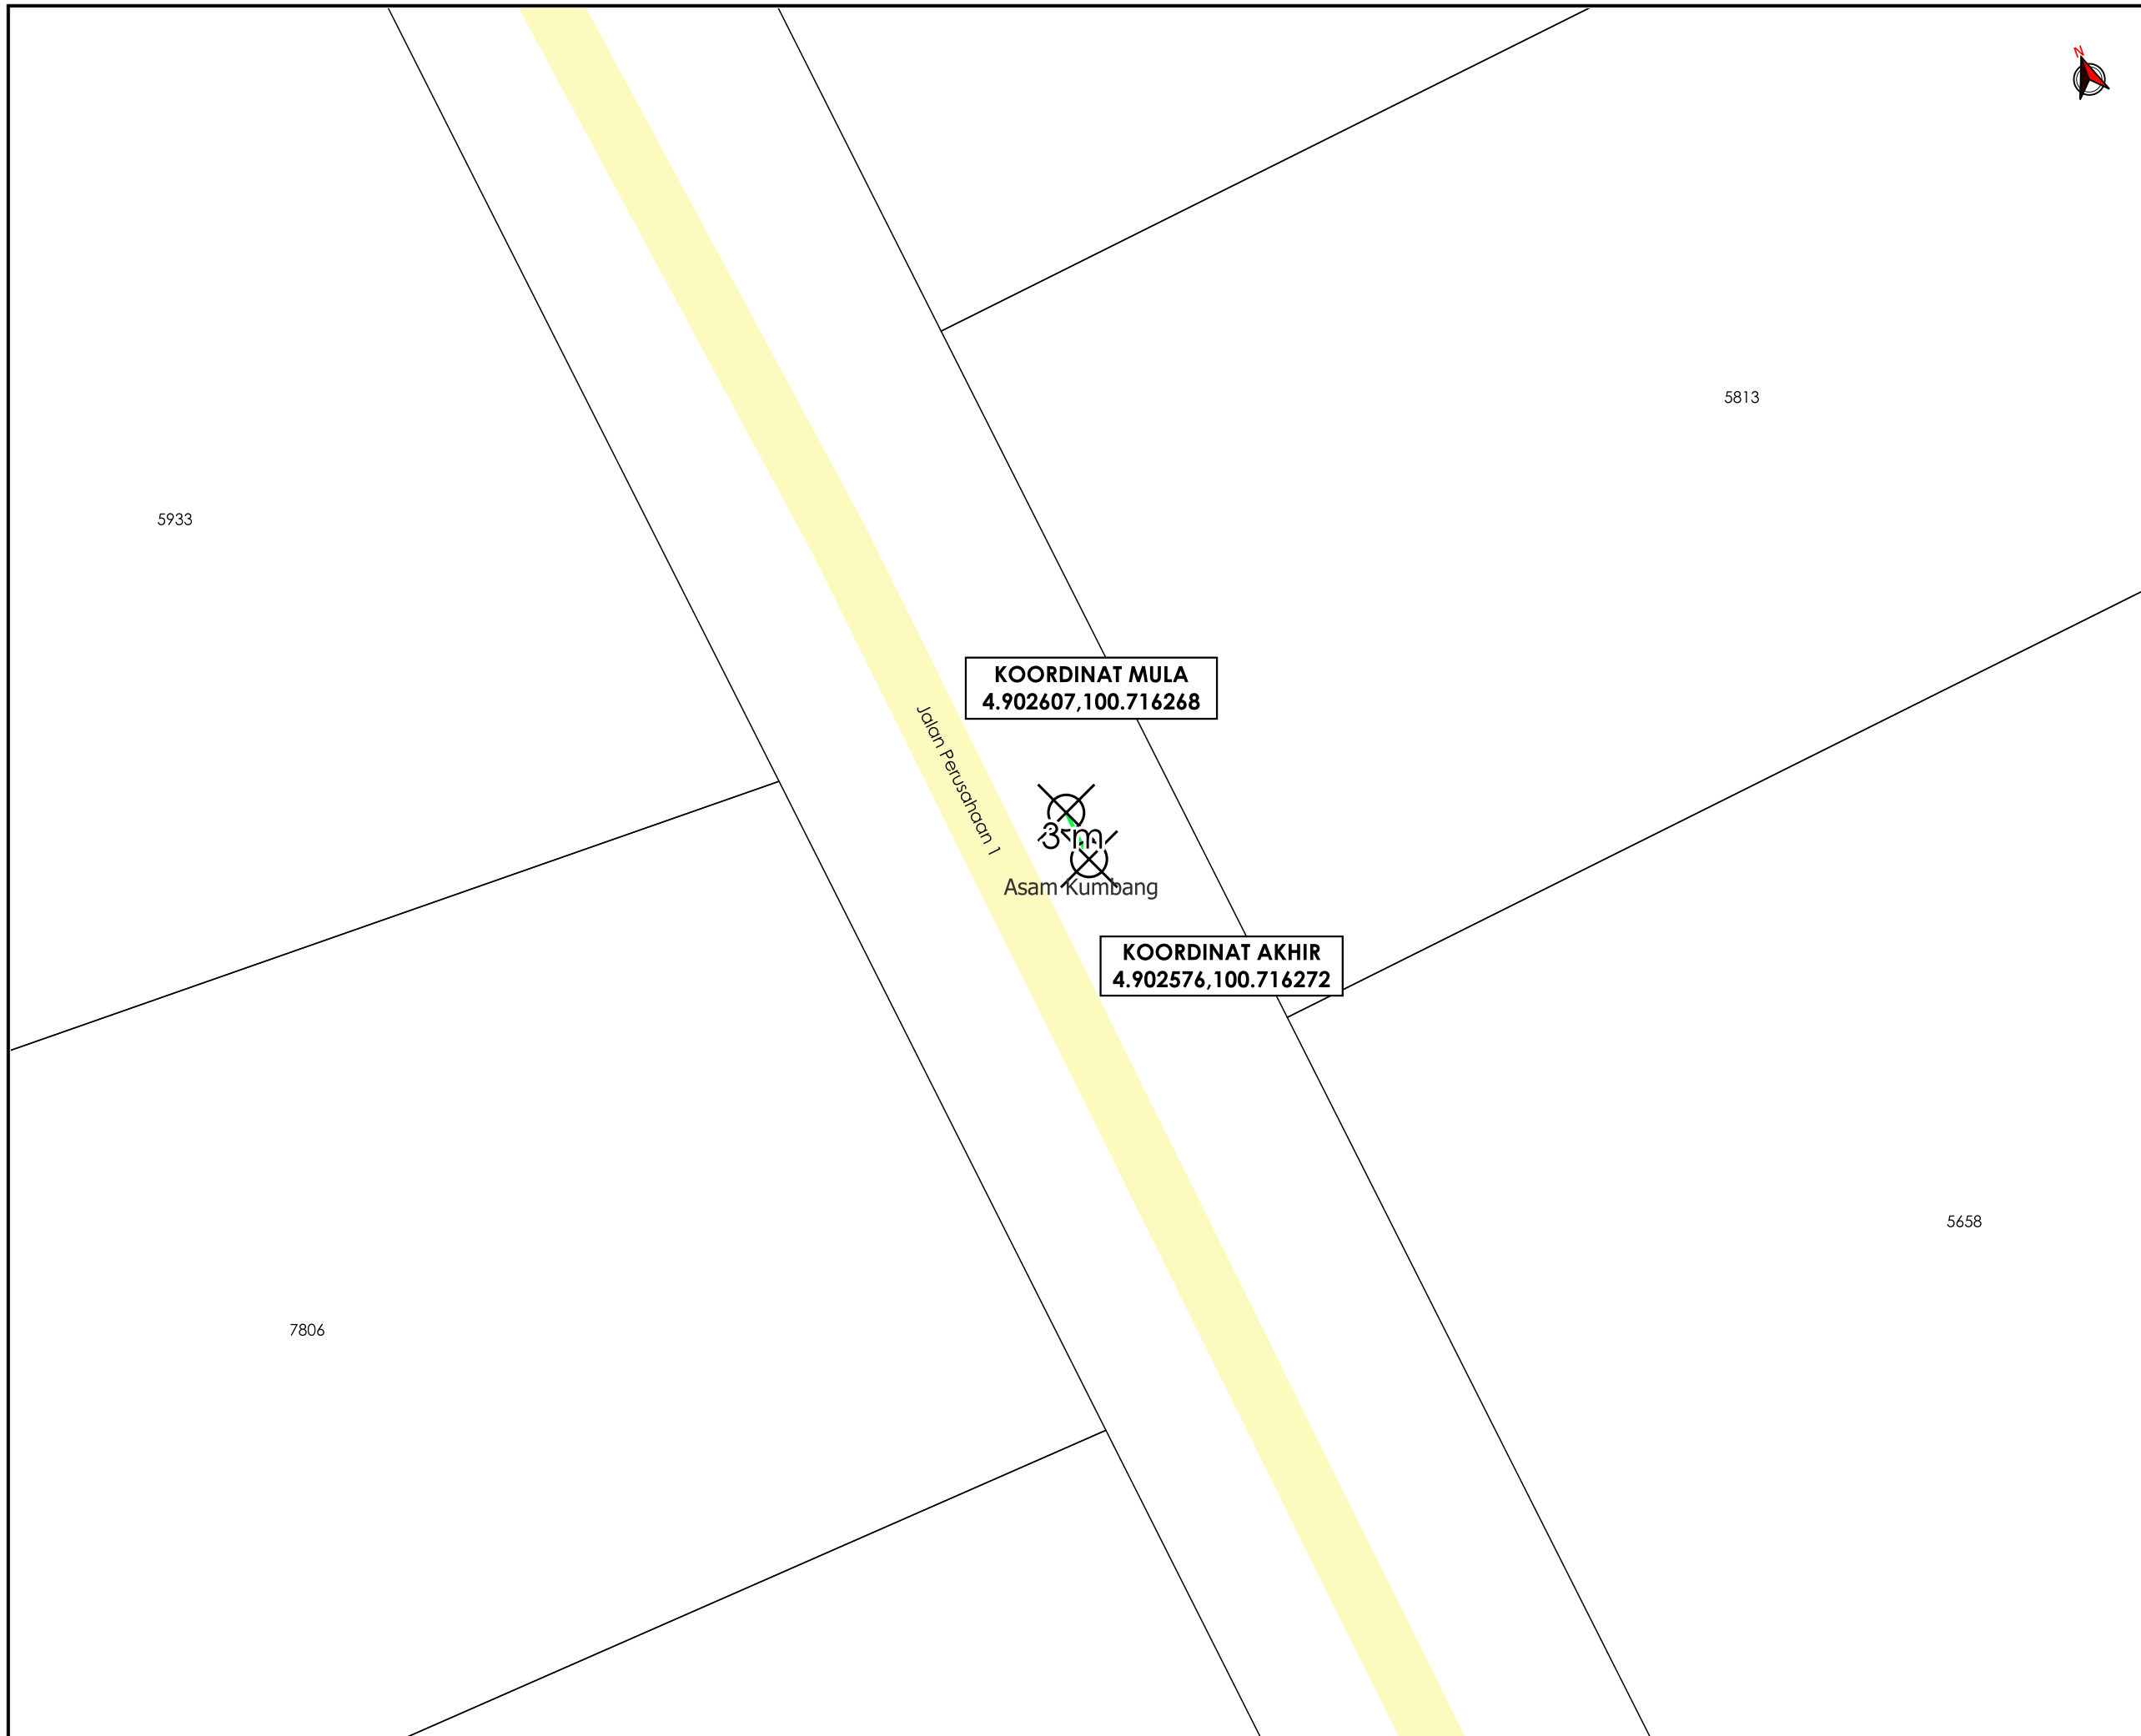 N
5813
5933
KOORDINAT MULA
4.902607,100.716268
Jalan Perusahaan 1
3 m
Asam Kumbang
KOORDINAT AKHIR
4.902576,100.716272
5658
7806